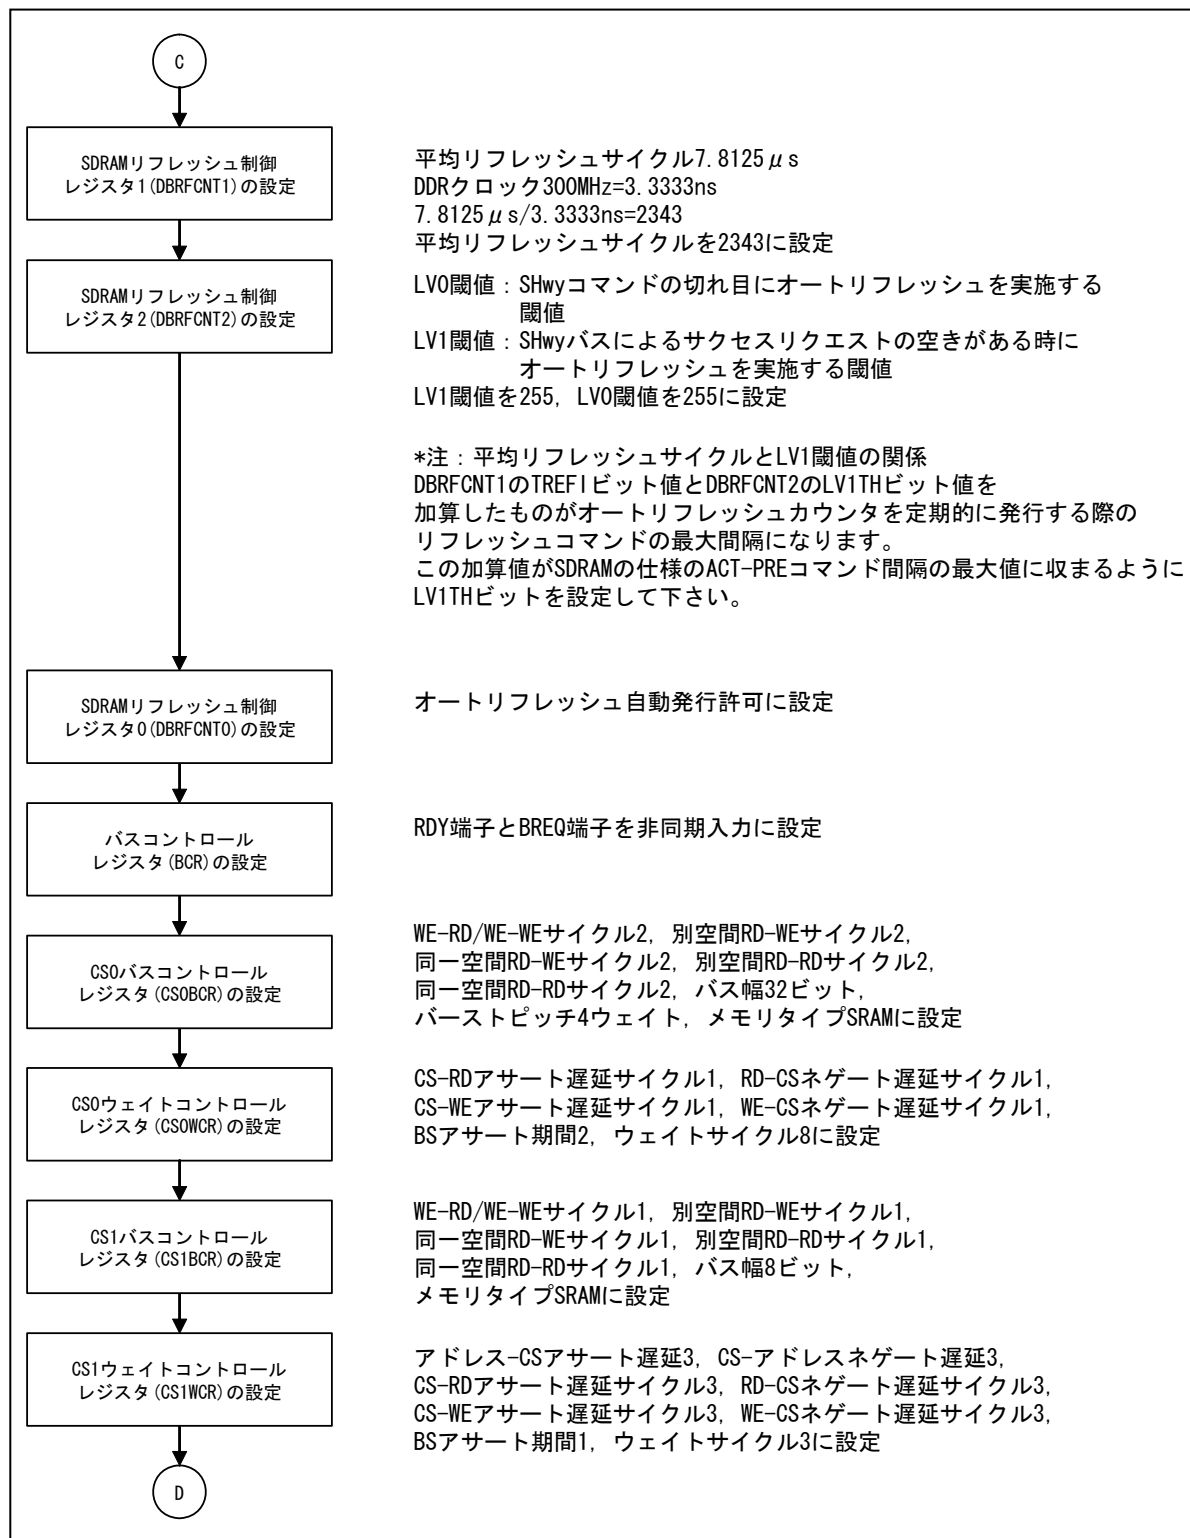 C
SDRAMリフレッシュ制御
レジスタ1(DBRFCNT1)の設定
平均リフレッシュサイクル7.8125μs
DDRクロック300MHz=3.3333ns
7.8125μs/3.3333ns=2343
平均リフレッシュサイクルを2343に設定
SDRAMリフレッシュ制御
レジスタ2(DBRFCNT2)の設定
LV0閾値：SHwyコマンドの切れ目にオートリフレッシュを実施する
閾値
LV1閾値：SHwyバスによるサクセスリクエストの空きがある時に
オートリフレッシュを実施する閾値
LV1閾値を255, LV0閾値を255に設定
*注：平均リフレッシュサイクルとLV1閾値の関係
DBRFCNT1のTREFIビット値とDBRFCNT2のLV1THビット値を
加算したものがオートリフレッシュカウンタを定期的に発行する際の
リフレッシュコマンドの最大間隔になります。
この加算値がSDRAMの仕様のACT-PREコマンド間隔の最大値に収まるように
LV1THビットを設定して下さい。
SDRAMリフレッシュ制御
レジスタ0(DBRFCNT0)の設定
オートリフレッシュ自動発行許可に設定
バスコントロール
レジスタ(BCR)の設定
RDY端子とBREQ端子を非同期入力に設定
CS0バスコントロール
レジスタ(CS0BCR)の設定
WE-RD/WE-WEサイクル2, 別空間RD-WEサイクル2,
同一空間RD-WEサイクル2, 別空間RD-RDサイクル2,
同一空間RD-RDサイクル2, バス幅32ビット,
バーストピッチ4ウェイト, メモリタイプSRAMに設定
CS0ウェイトコントロール
レジスタ(CS0WCR)の設定
CS-RDアサート遅延サイクル1, RD-CSネゲート遅延サイクル1,
CS-WEアサート遅延サイクル1, WE-CSネゲート遅延サイクル1,
BSアサート期間2, ウェイトサイクル8に設定
CS1バスコントロール
レジスタ(CS1BCR)の設定
WE-RD/WE-WEサイクル1, 別空間RD-WEサイクル1,
同一空間RD-WEサイクル1, 別空間RD-RDサイクル1,
同一空間RD-RDサイクル1, バス幅8ビット,
メモリタイプSRAMに設定
CS1ウェイトコントロール
レジスタ(CS1WCR)の設定
アドレス-CSアサート遅延3, CS-アドレスネゲート遅延3,
CS-RDアサート遅延サイクル3, RD-CSネゲート遅延サイクル3,
CS-WEアサート遅延サイクル3, WE-CSネゲート遅延サイクル3,
BSアサート期間1, ウェイトサイクル3に設定
D